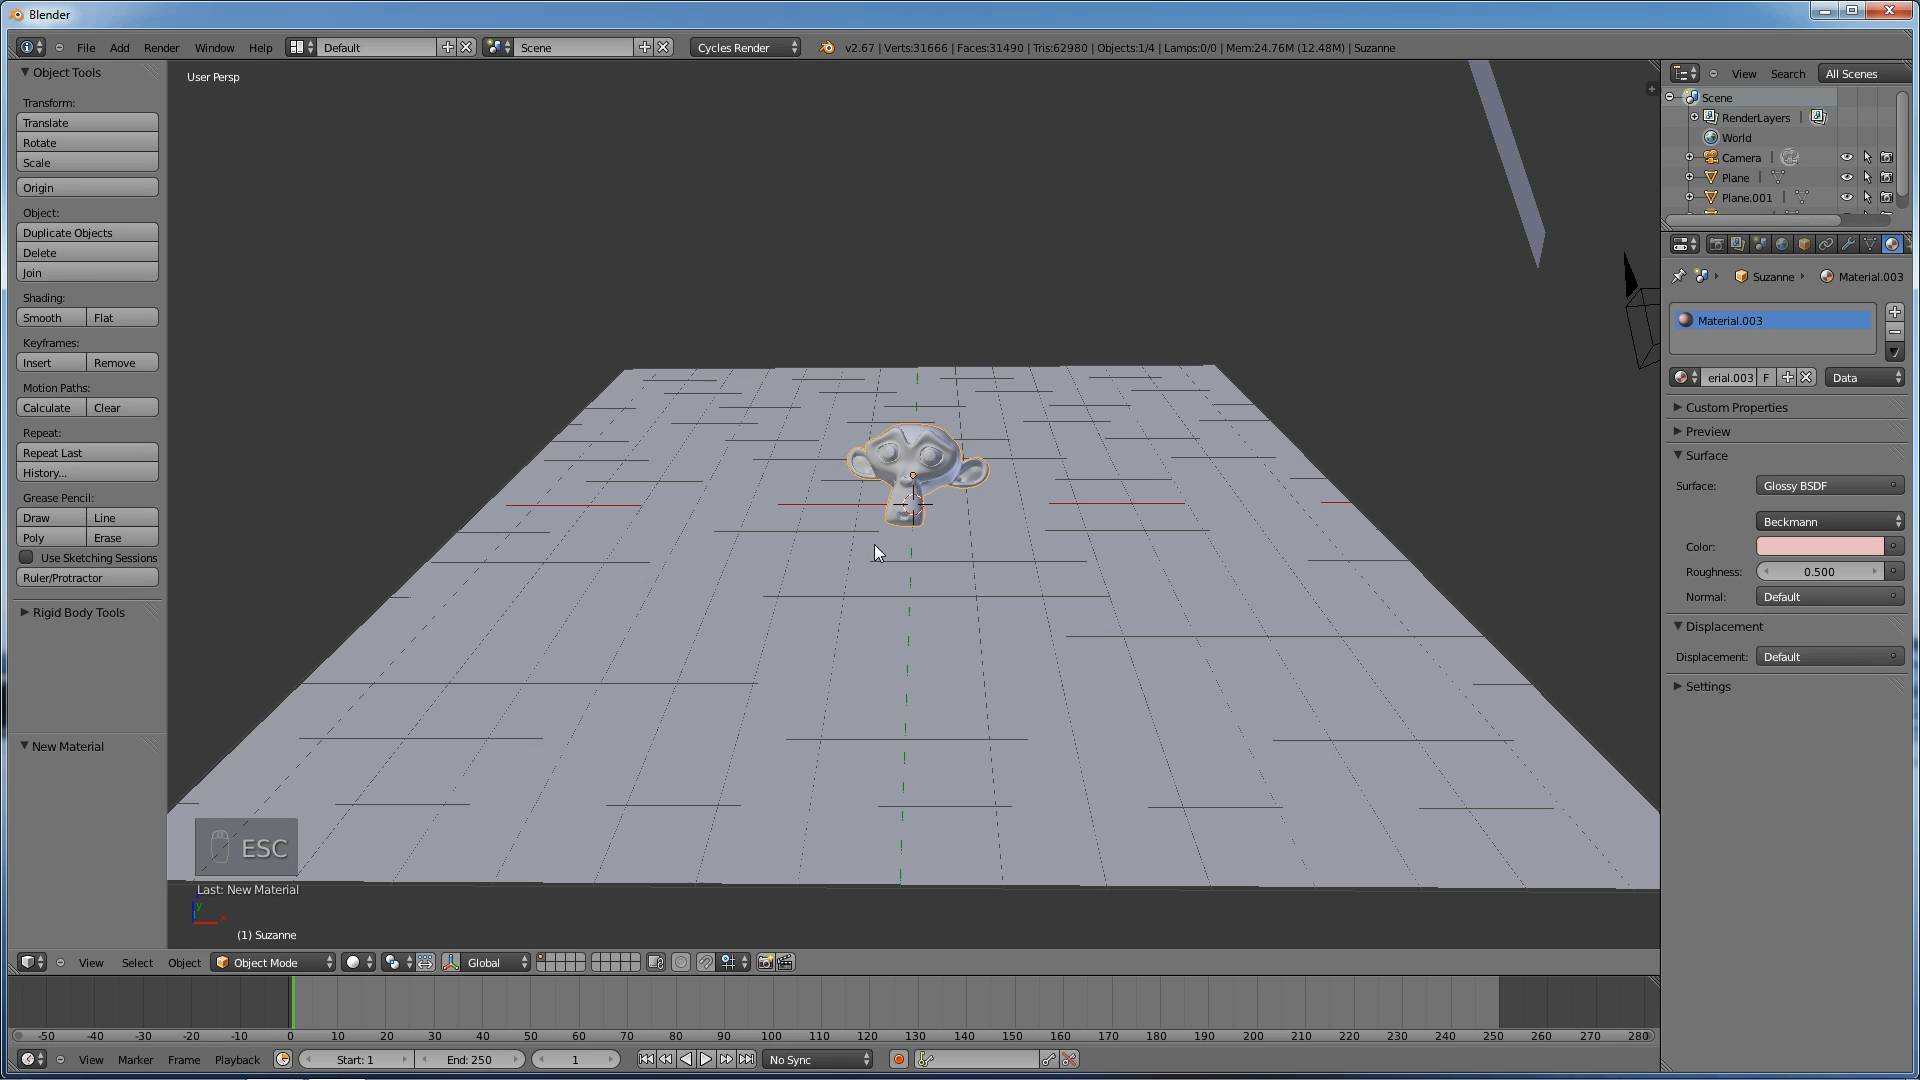 Blender
File Add Render Window Help Default Scene Cycles Render v2.67 | Verts:31666 | Faces:31490 | Tris:62980 | Objects:1/4 | Lamps:0/0 | Mem:24.76M (12.48M) | Suzanne
Object Tools
Transform:
Translate
Rotate
Scale
Origin
Object:
Duplicate Objects
Delete
Join
Shading:
Smooth Flat
Keyframes:
Insert Remove
Motion Paths:
Calculate Clear
Repeat:
Repeat Last
History...
Grease Pencil:
Draw Line
Poly Erase
Use Sketching Sessions
Ruler/Protractor
Rigid Body Tools
New Material
User Persp
ESC
Last: New Material
y x
(1) Suzanne
View Search All Scenes
Scene
RenderLayers
World
Camera
Plane
Plane.001
Suzanne Material.003
Material.003
erial.003 F Data
Custom Properties
Preview
Surface
Surface: Glossy BSDF
Beckmann
Color:
Roughness: 0.500
Normal: Default
Displacement
Displacement: Default
Settings
View Select Object Object Mode Global
-50 -40 -30 -20 -10 0 10 20 30 40 50 60 70 80 90 100 110 120 130 140 150 160 170 180 190 200 210 220 230 240 250 260 270 280
View Marker Frame Playback Start: 1 End: 250 1 No Sync